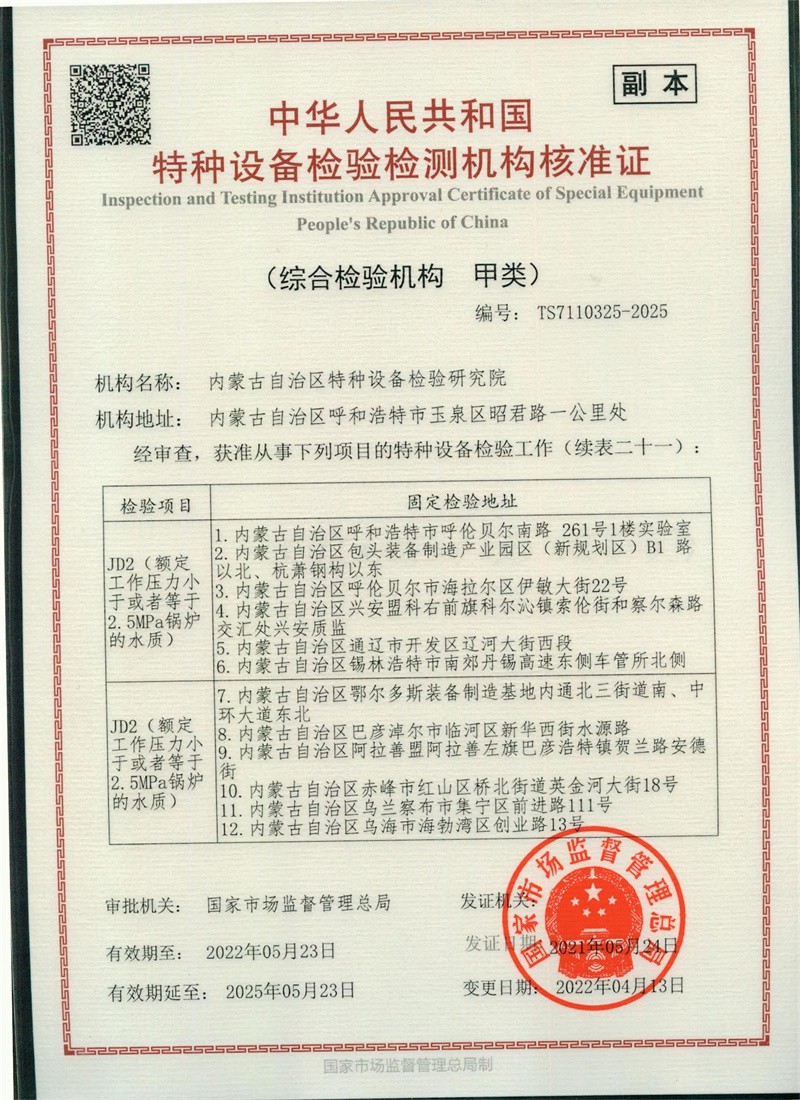 副 本
中华人民共和国
特种设备检验检测机构核准证
Inspection and Testing Institution Approval Certificate of Special Equipment
People's Republic of China
（综合检验机构　甲类）
编号： TS7110325-2025
机构名称： 内蒙古自治区特种设备检验研究院
机构地址： 内蒙古自治区呼和浩特市玉泉区昭君路一公里处
经审查，获准从事下列项目的特种设备检验工作（续表二十一）：
检验项目
固定检验地址
JD2（额定
工作压力小
于或者等于
2.5MPa锅炉
的水质）
1. 内蒙古自治区呼和浩特市呼伦贝尔南路 261号1楼实验室
2. 内蒙古自治区包头装备制造产业园区（新规划区）B1 路
以北、杭萧钢构以东
3. 内蒙古自治区呼伦贝尔市海拉尔区伊敏大街22号
4. 内蒙古自治区兴安盟科右前旗科尔沁镇索伦街和察尔森路
交汇处兴安质监
5. 内蒙古自治区通辽市开发区辽河大街西段
6. 内蒙古自治区锡林浩特市南郊丹锡高速东侧车管所北侧
JD2（额定
工作压力小
于或者等于
2.5MPa锅炉
的水质）
7. 内蒙古自治区鄂尔多斯装备制造基地内通北三街道南、中
环大道东北
8. 内蒙古自治区巴彦淖尔市临河区新华西街水源路
9. 内蒙古自治区阿拉善盟阿拉善左旗巴彦浩特镇贺兰路安德
街
10. 内蒙古自治区赤峰市红山区桥北街道英金河大街18号
11. 内蒙古自治区乌兰察布市集宁区前进路111号
12. 内蒙古自治区乌海市海勃湾区创业路13号
审批机关： 国家市场监督管理总局
发证机关：
国家市场监督管理总局
有效期至： 2022年05月23日
发证日期 2021年05月24日
有效期延至： 2025年05月23日
变更日期： 2022年04月13日
国家市场监督管理总局制